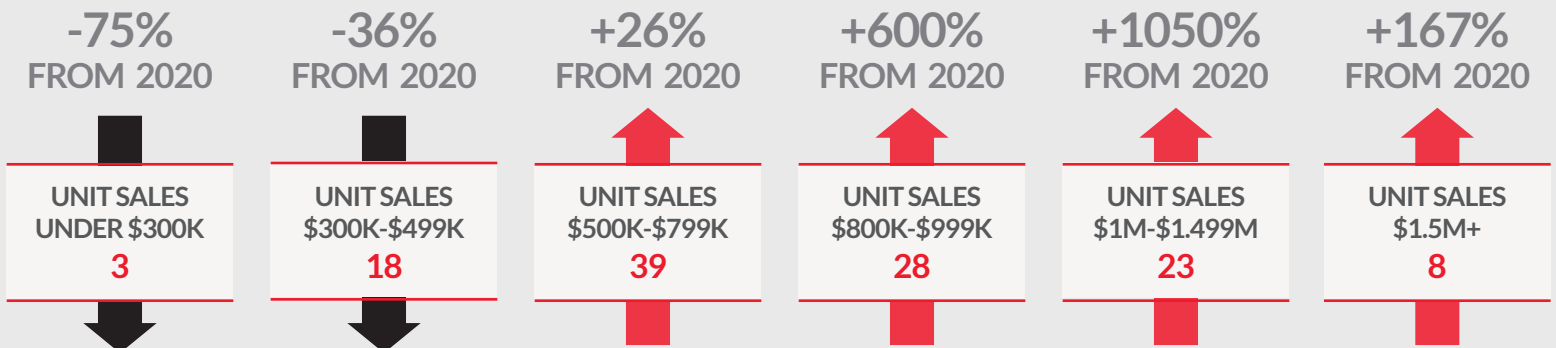 -75%
FROM 2020
-36%
FROM 2020
+26%
FROM 2020
+600%
FROM 2020
+1050%
FROM 2020
+167%
FROM 2020
UNIT SALES
UNDER $300K
3
UNIT SALES
$300K-$499K
18
UNIT SALES
$500K-$799K
39
UNIT SALES
$800K-$999K
28
UNIT SALES
$1M-$1.499M
23
UNIT SALES
$1.5M+
8